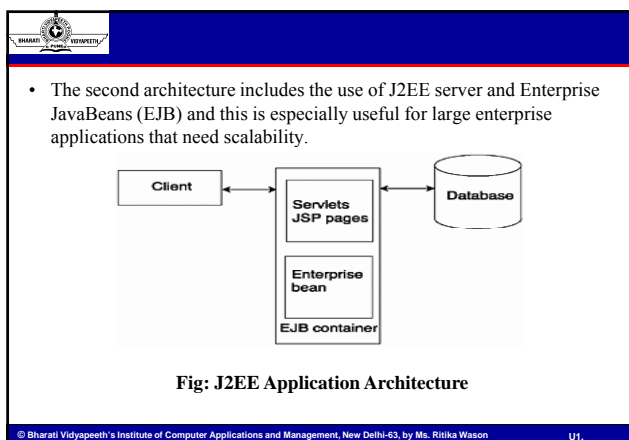 BHARATI VIDYAPEETH
PUNE
• The second architecture includes the use of J2EE server and Enterprise
JavaBeans (EJB) and this is especially useful for large enterprise
applications that need scalability.
Client
Servlets
JSP pages
Database
Enterprise
bean
EJB container
Fig: J2EE Application Architecture
© Bharati Vidyapeeth's Institute of Computer Applications and Management, New Delhi-63, by Ms. Ritika Wason U1.